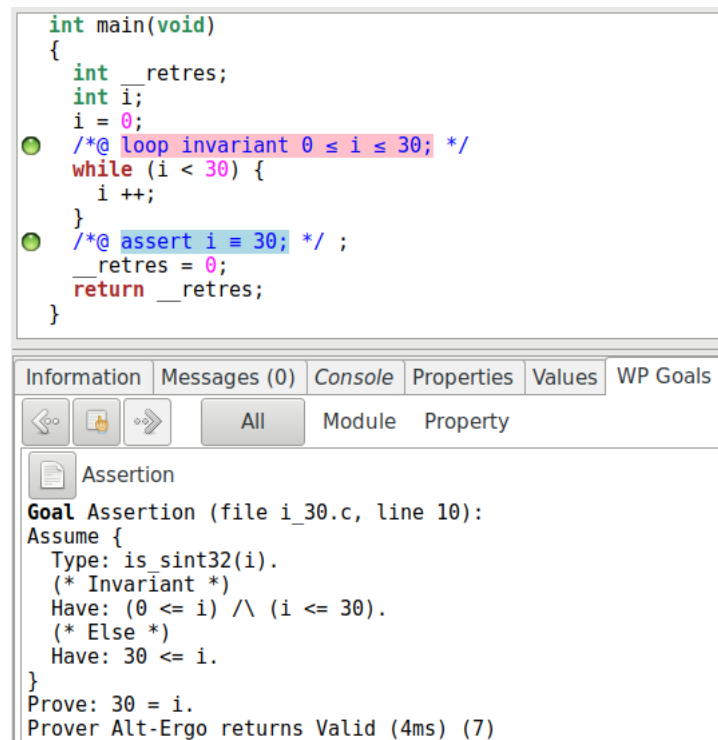 int main(void)
{
int __retres;
int i;
i = 0;
/*@ loop invariant 0 ≤ i ≤ 30; */
while (i < 30) {
i ++;
}
/*@ assert i ≡ 30; */ ;
__retres = 0;
return __retres;
}
Information Messages (0) Console Properties Values WP Goals
All Module Property
Assertion
Goal Assertion (file i_30.c, line 10):
Assume {
Type: is_sint32(i).
(* Invariant *)
Have: (0 <= i) /\ (i <= 30).
(* Else *)
Have: 30 <= i.
}
Prove: 30 = i.
Prover Alt-Ergo returns Valid (4ms) (7)